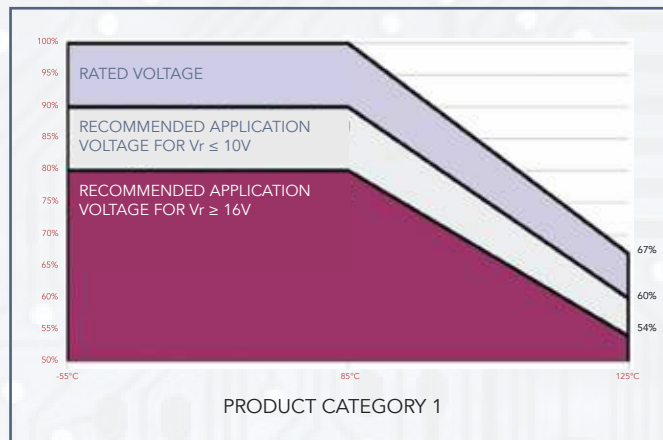 100%
95%
90%
85%
80%
75%
70%
65%
60%
55%
50%
RATED VOLTAGE
RECOMMENDED APPLICATION
VOLTAGE FOR Vr ≤ 10V
RECOMMENDED APPLICATION
VOLTAGE FOR Vr ≥ 16V
67%
60%
54%
-55°C
85°C
125°C
PRODUCT CATEGORY 1